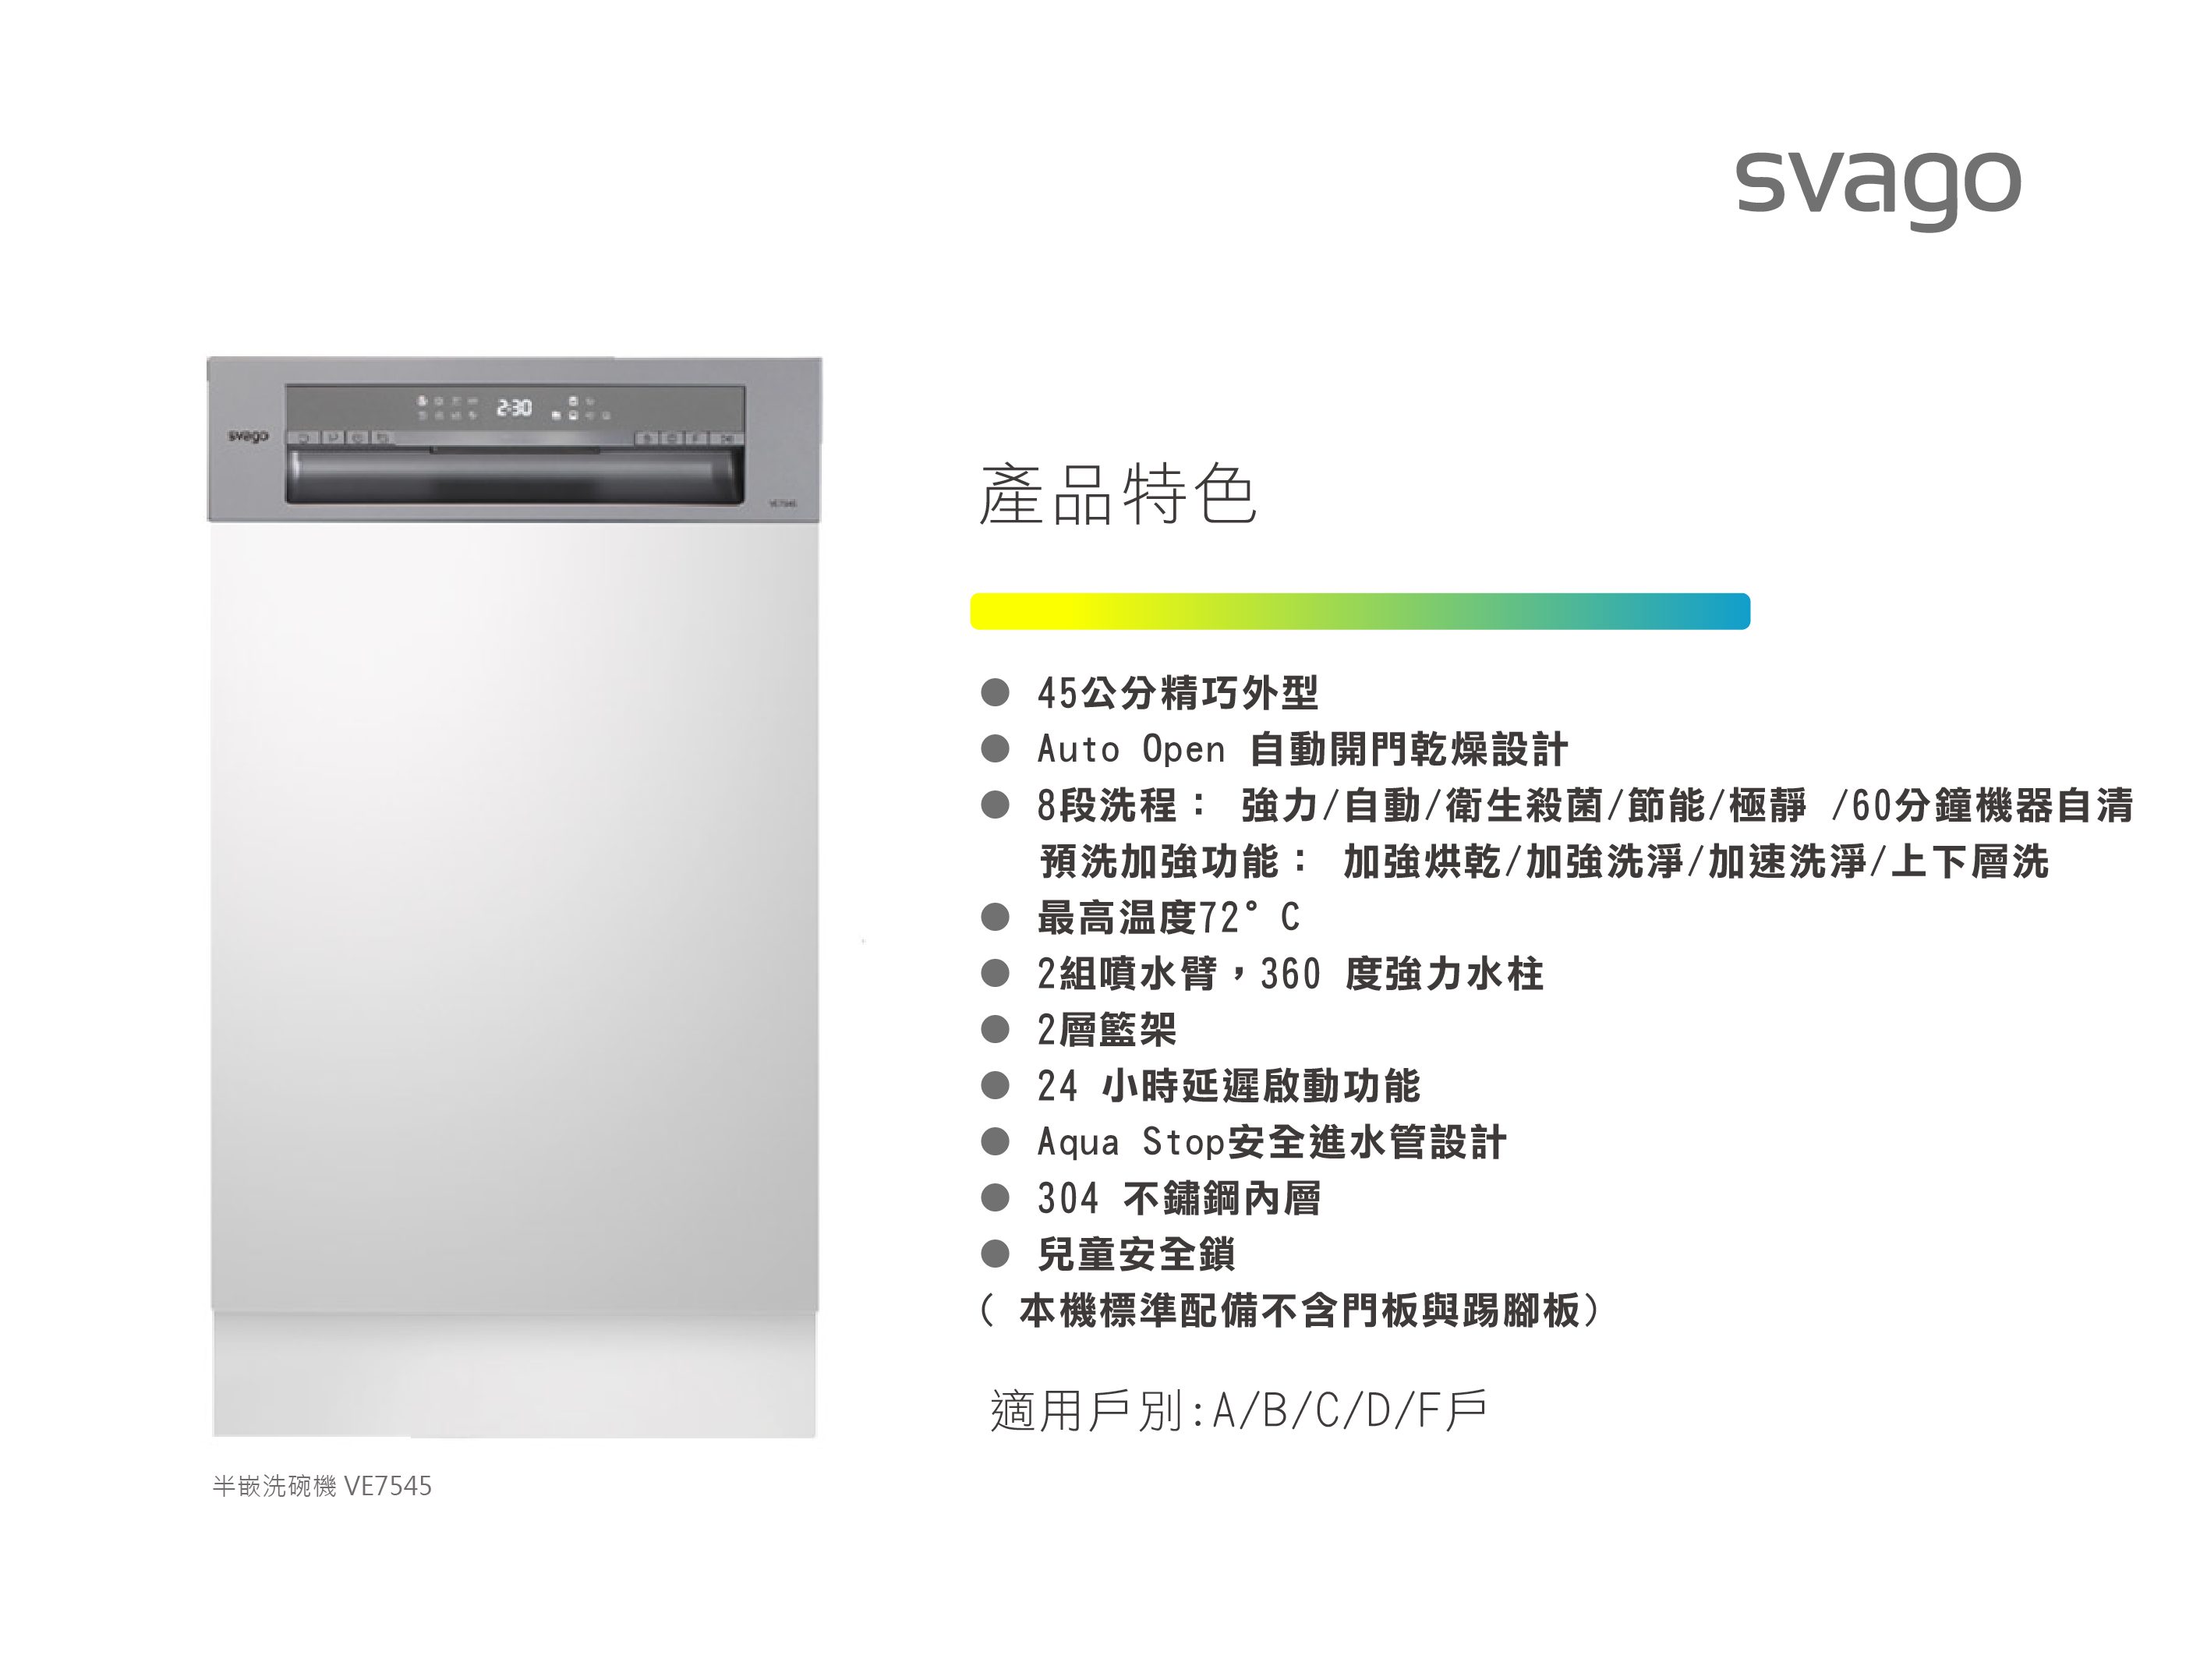 svago
svago
2:30
VE7545
產品特色
● 45公分精巧外型
● Auto Open 自動開門乾燥設計
● 8段洗程： 強力/自動/衛生殺菌/節能/極靜 /60分鐘機器自清
預洗加強功能： 加強烘乾/加強洗淨/加速洗淨/上下層洗
● 最高温度72°C
● 2組噴水臂，360 度強力水柱
● 2層籃架
● 24 小時延遲啟動功能
● Aqua Stop安全進水管設計
● 304 不鏽鋼內層
● 兒童安全鎖
( 本機標準配備不含門板與踢腳板)
適用戶別:A/B/C/D/F戶
半嵌洗碗機 VE7545